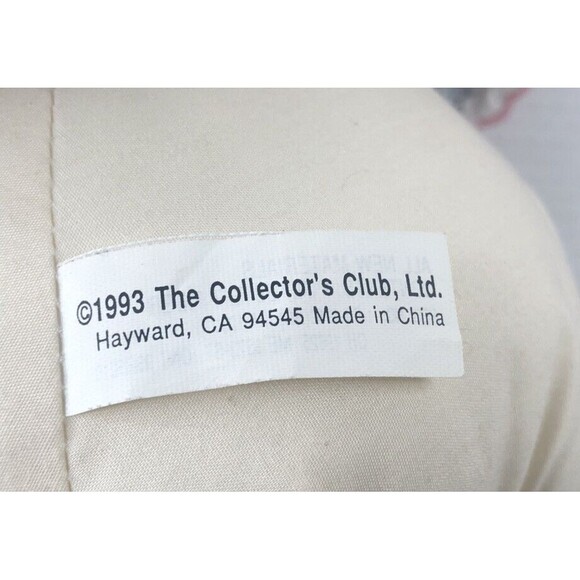 ©1993 The Collector's Club, Ltd.
Hayward, CA 94545 Made in China